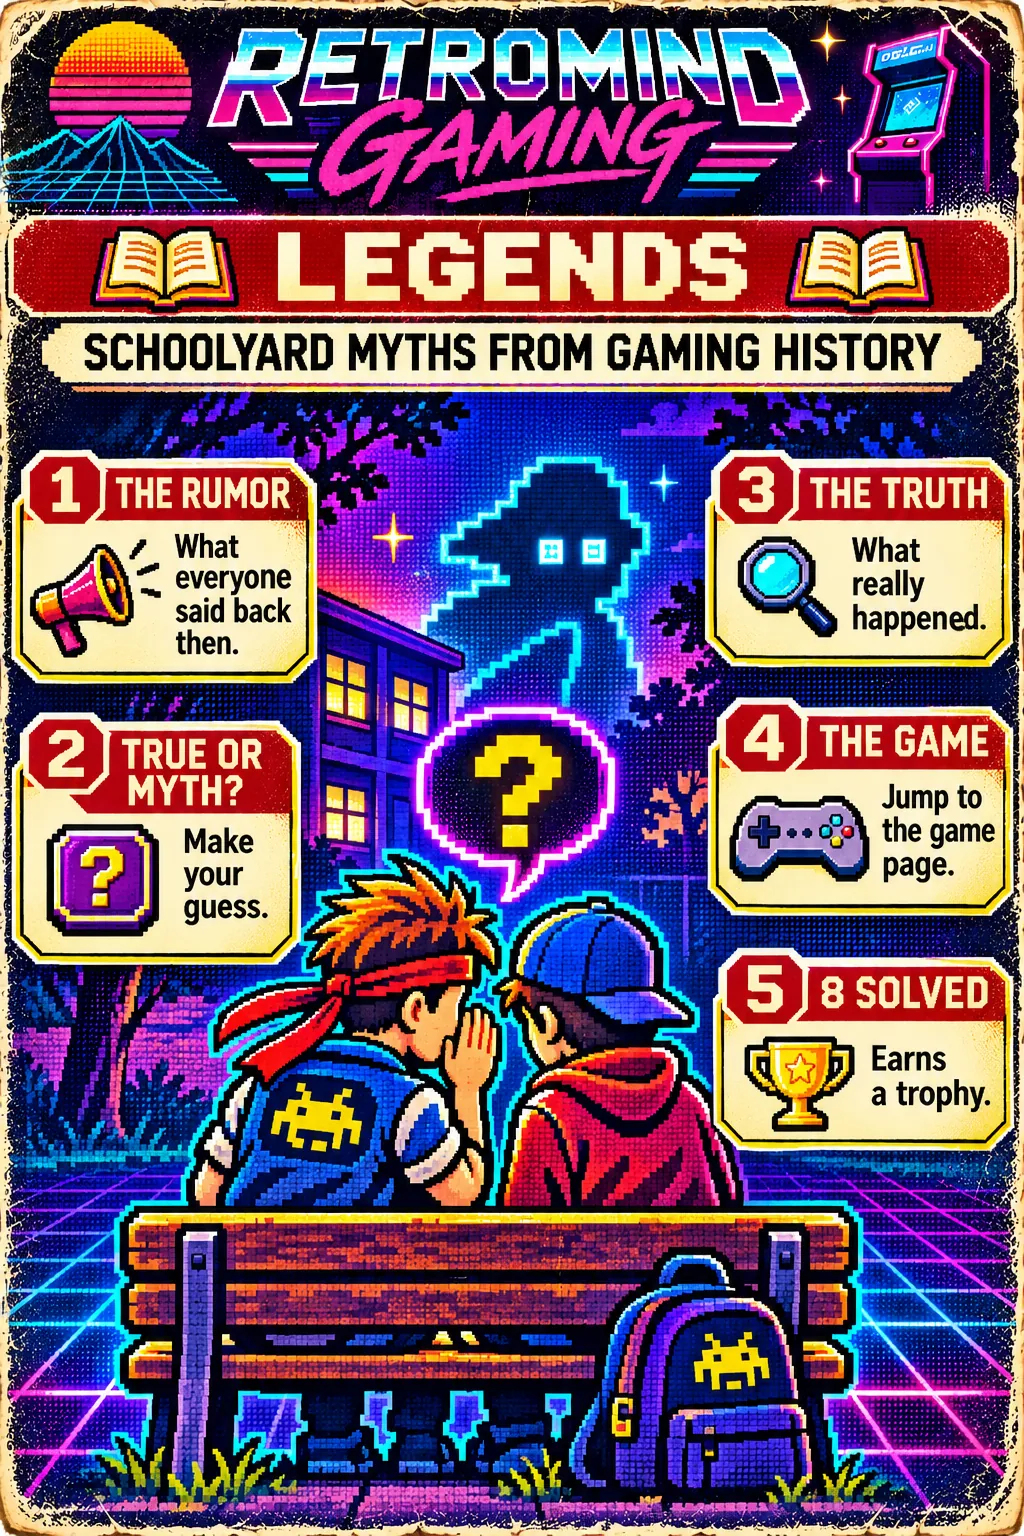 RETROMIND
GAMING
LEGENDS
SCHOOLYARD MYTHS FROM GAMING HISTORY
1 THE RUMOR
What
everyone
said back
then.
2 TRUE OR
MYTH?
?
Make
your
guess.
?
3 THE TRUTH
What
really
happened.
4 THE GAME
Jump to
the game
page.
5 8 SOLVED
Earns
a trophy.